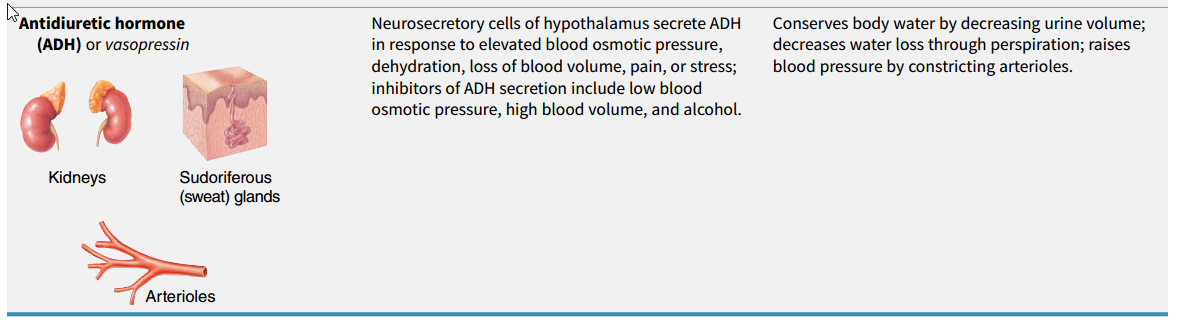 Antidiuretic hormone
(ADH) or vasopressin
Kidneys
Sudoriferous
(sweat) glands
Arterioles
Neurosecretory cells of hypothalamus secrete ADH
in response to elevated blood osmotic pressure,
dehydration, loss of blood volume, pain, or stress;
inhibitors of ADH secretion include low blood
osmotic pressure, high blood volume, and alcohol.
Conserves body water by decreasing urine volume;
decreases water loss through perspiration; raises
blood pressure by constricting arterioles.